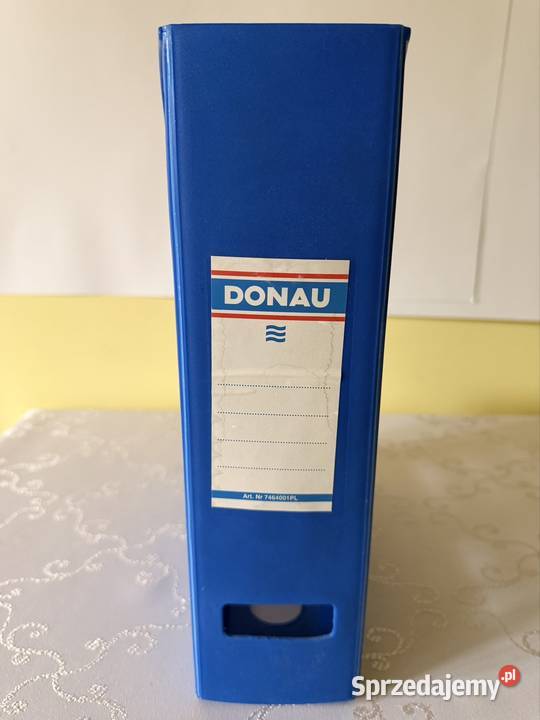 DONAU
Art. Nr 7464001PL
Sprzedajemy.pl